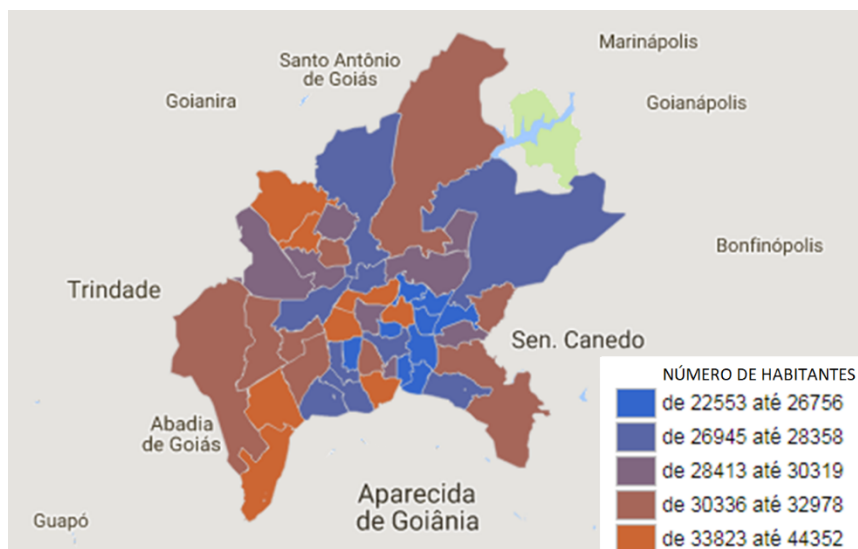 Marinápolis
Santo Antônio
de Goiás
Goianira
Goianápolis
Bonfinópolis
Trindade
Sen. Canedo
Abadia
de Goiás
Aparecida
de Goiânia
Guapó
NÚMERO DE HABITANTES
de 22553 até 26756
de 26945 até 28358
de 28413 até 30319
de 30336 até 32978
de 33823 até 44352